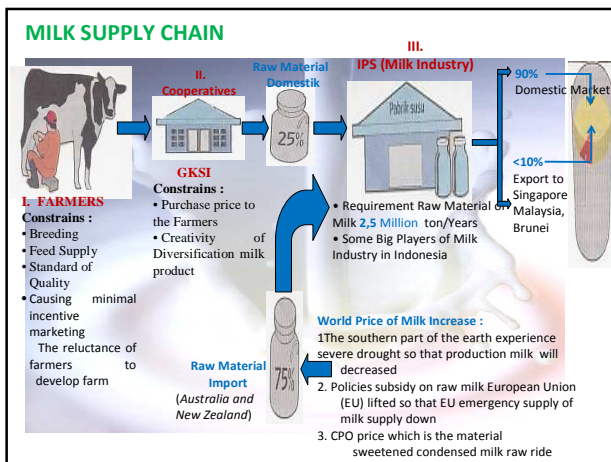 MILK SUPPLY CHAIN
I. FARMERS
Constrains :
• Breeding
• Feed Supply
• Standard of
Quality
• Causing minimal
incentive
marketing
The reluctance of
farmers to
develop farm
II.
Cooperatives
GKSI
Constrains :
• Purchase price to
the Farmers
• Creativity of
Diversification milk
product
Raw Material
Domestik
25%
III.
IPS (Milk Industry)
Pabrik susu
• Requirement Raw Material of
Milk 2,5 Million ton/Years
• Some Big Players of Milk
Industry in Indonesia
90%
Domestic Market
<10%
Export to
Singapore
Malaysia,
Brunei
Raw Material
Import
(Australia and
New Zealand)
75%
World Price of Milk Increase :
1The southern part of the earth experience
severe drought so that production milk will
decreased
2. Policies subsidy on raw milk European Union
(EU) lifted so that EU emergency supply of
milk supply down
3. CPO price which is the material
sweetened condensed milk raw ride